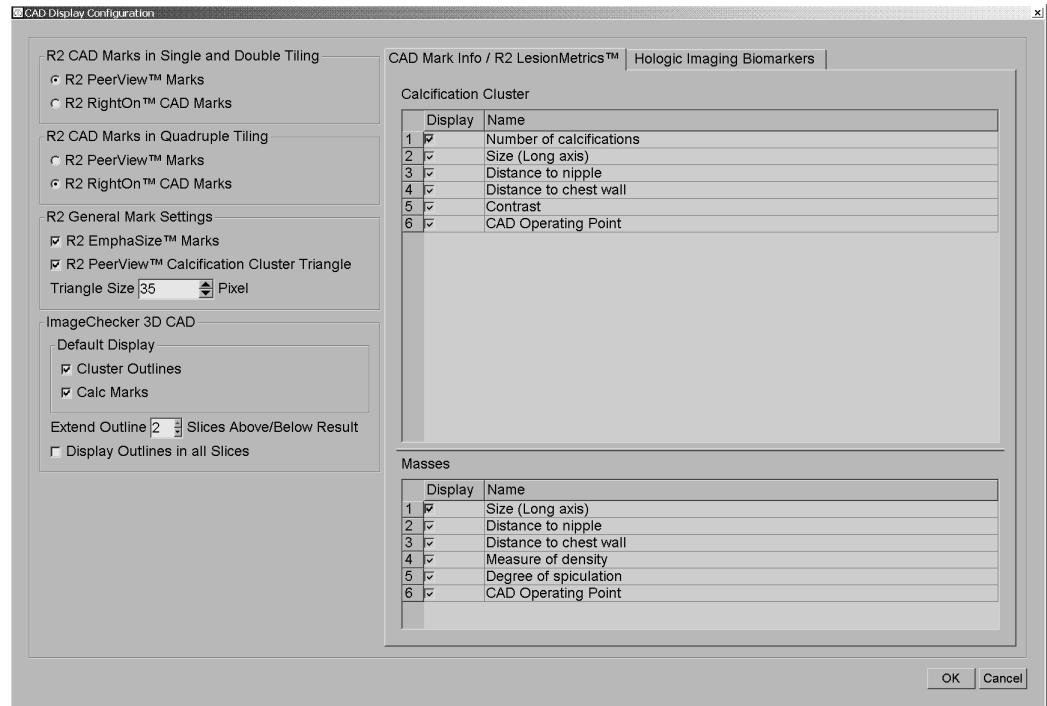 CAD Display Configuration
R2 CAD Marks in Single and Double Tiling
R2 PeerView™ Marks
R2 RightOn™ CAD Marks
R2 CAD Marks in Quadruple Tiling
R2 PeerView™ Marks
R2 RightOn™ CAD Marks
R2 General Mark Settings
R2 EmphaSize™ Marks
R2 PeerView™ Calcification Cluster Triangle
Triangle Size 35 Pixel
ImageChecker 3D CAD
Default Display
Cluster Outlines
Calc Marks
Extend Outline 2 Slices Above/Below Result
Display Outlines in all Slices
CAD Mark Info / R2 LesionMetrics™ Hologic Imaging Biomarkers
Calcification Cluster
Display Name
1 Number of calcifications
2 Size (Long axis)
3 Distance to nipple
4 Distance to chest wall
5 Contrast
6 CAD Operating Point
Masses
Display Name
1 Size (Long axis)
2 Distance to nipple
3 Distance to chest wall
4 Measure of density
5 Degree of spiculation
6 CAD Operating Point
OK Cancel